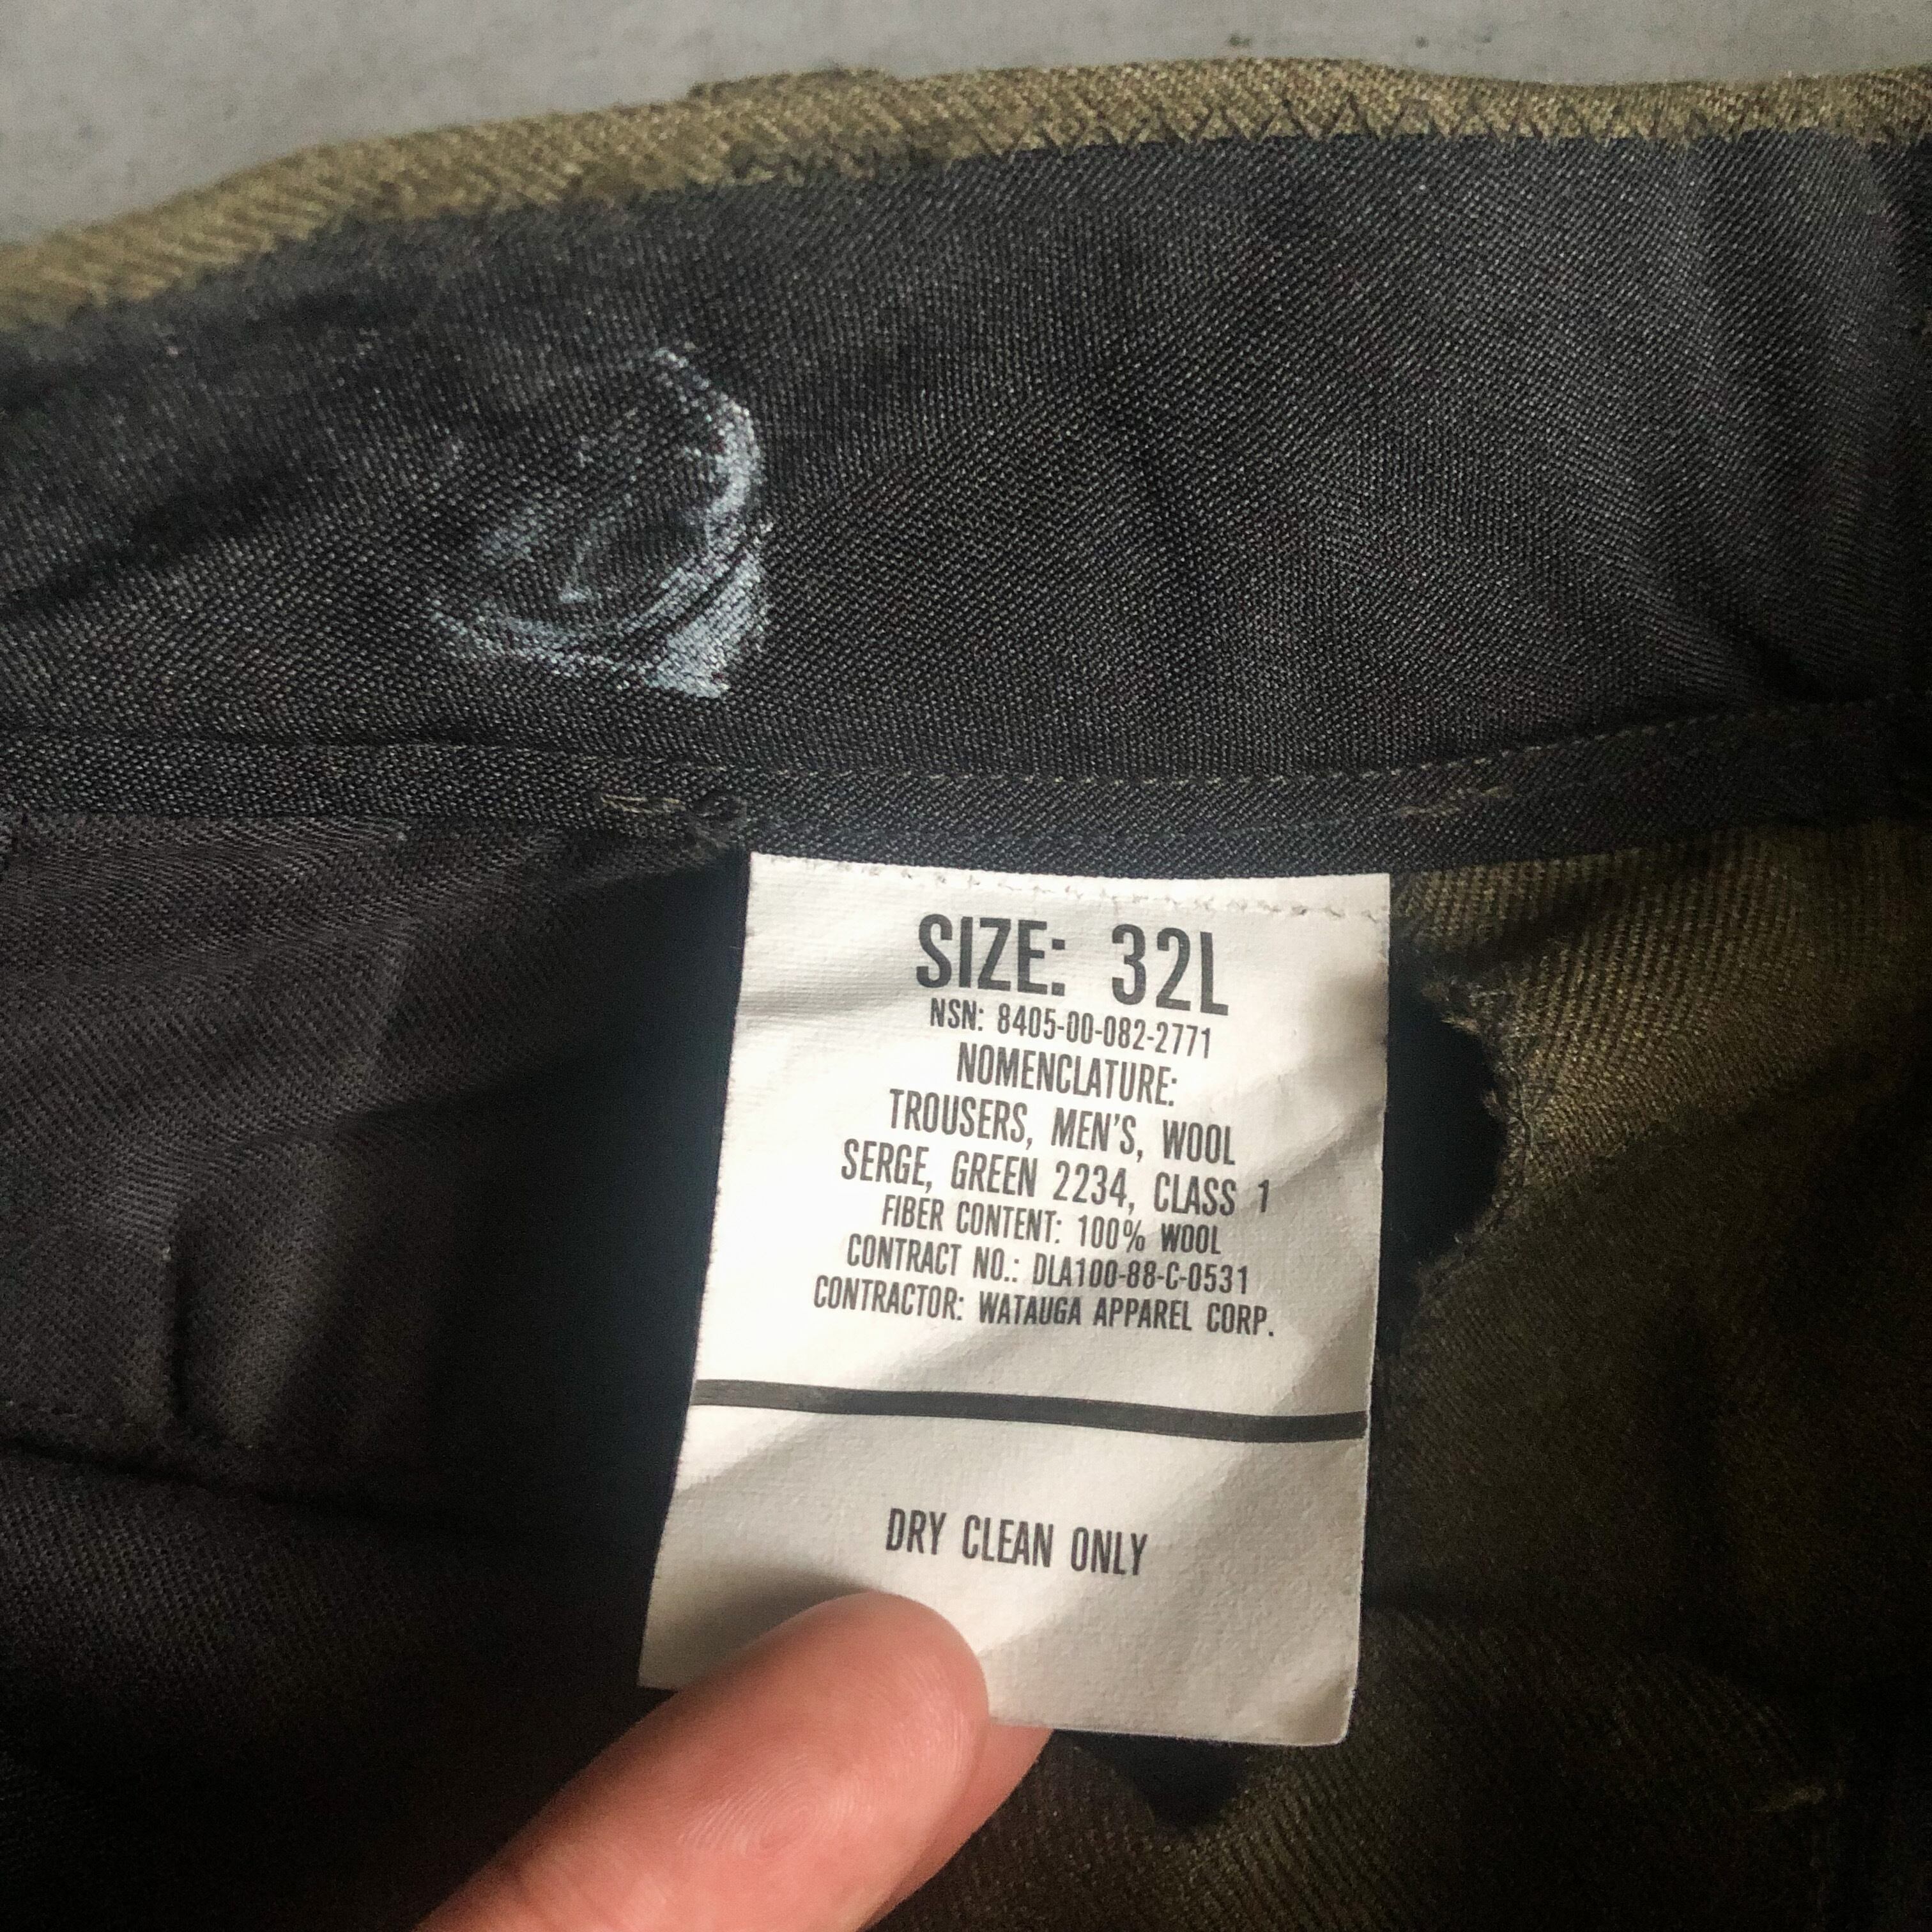 SIZE: 32L
NSN: 8405-00-082-2771
NOMENCLATURE:
TROUSERS, MEN'S, WOOL
SERGE, GREEN 2234, CLASS 1
FIBER CONTENT: 100% WOOL
CONTRACT NO.: DLA100-88-C-0531
CONTRACTOR: WATAUGA APPAREL CORP.
DRY CLEAN ONLY